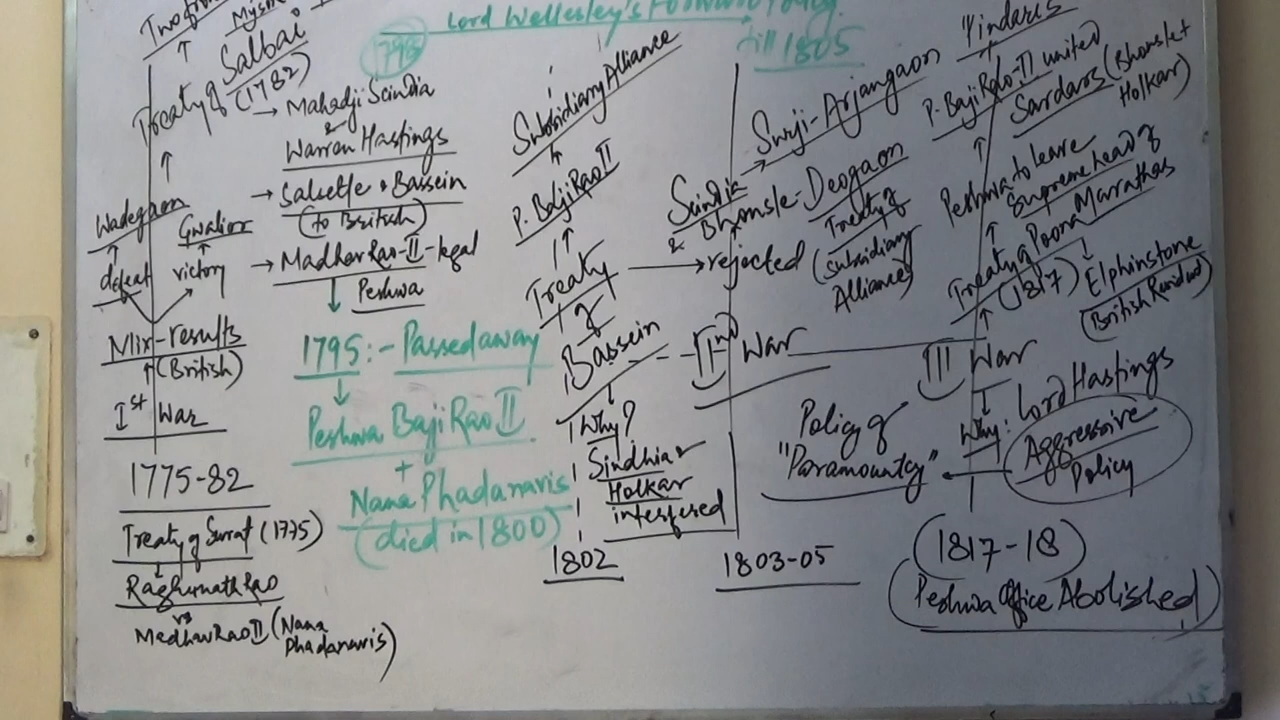 Lord Wellesley's Forward Policy
1798
till 1805
Mysore
Treaty of Salbai
(1782)
→ Mahadji Scindia
&
Warren Hastings
→ Salsette & Bassein
(to British)
→ Madhav Rao-II-legal
Peshwa
1795:- Passed away
Peshwa Baji Rao II
+
Nana Phadanavis
(died in 1800)
Wadegaon
Gwalior
defeat
victory
Mix-results
(British)
Ist War
1775-82
Treaty of Surat (1775)
Raghunath Rao
vs
Madhav Rao II (Nana
Phadanavis)
Subsidiary Alliance
P. Baji Rao II
Treaty
of
Bassein
Why?
Sindhia &
Holkar
interfered
1802
Scindia → Surji-Arjangaon
& Bhonsle-Deogaon
rejected
Treaty of
(Subsidiary
Alliance)
IInd War
1803-05
Pindaris
P. Baji Rao-II united
Sardars (Bhonsle +
Holkar)
Peshwa to leave
Supreme head of
Marathas
Treaty of Poona
(1817)
Elphinstone
(British Resident)
III War
Why: Lord Hastings
Aggressive
Policy
Policy of
"Paramountcy"
(1817-18)
(Peshwa Office Abolished)